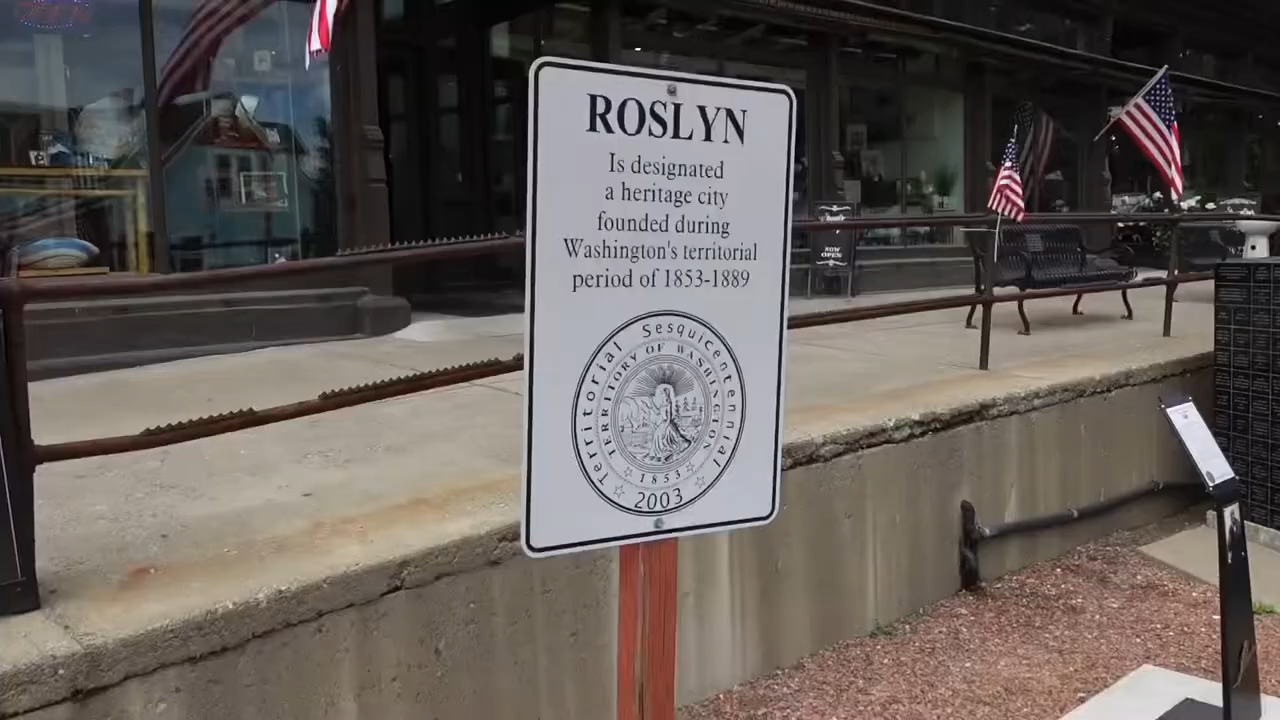 ROSLYN
Is designated
a heritage city
founded during
Washington's territorial
period of 1853-1889
Territorial Sesquicentennial
TERRITORY OF WASHINGTON
1853
2003
NOW
OPEN